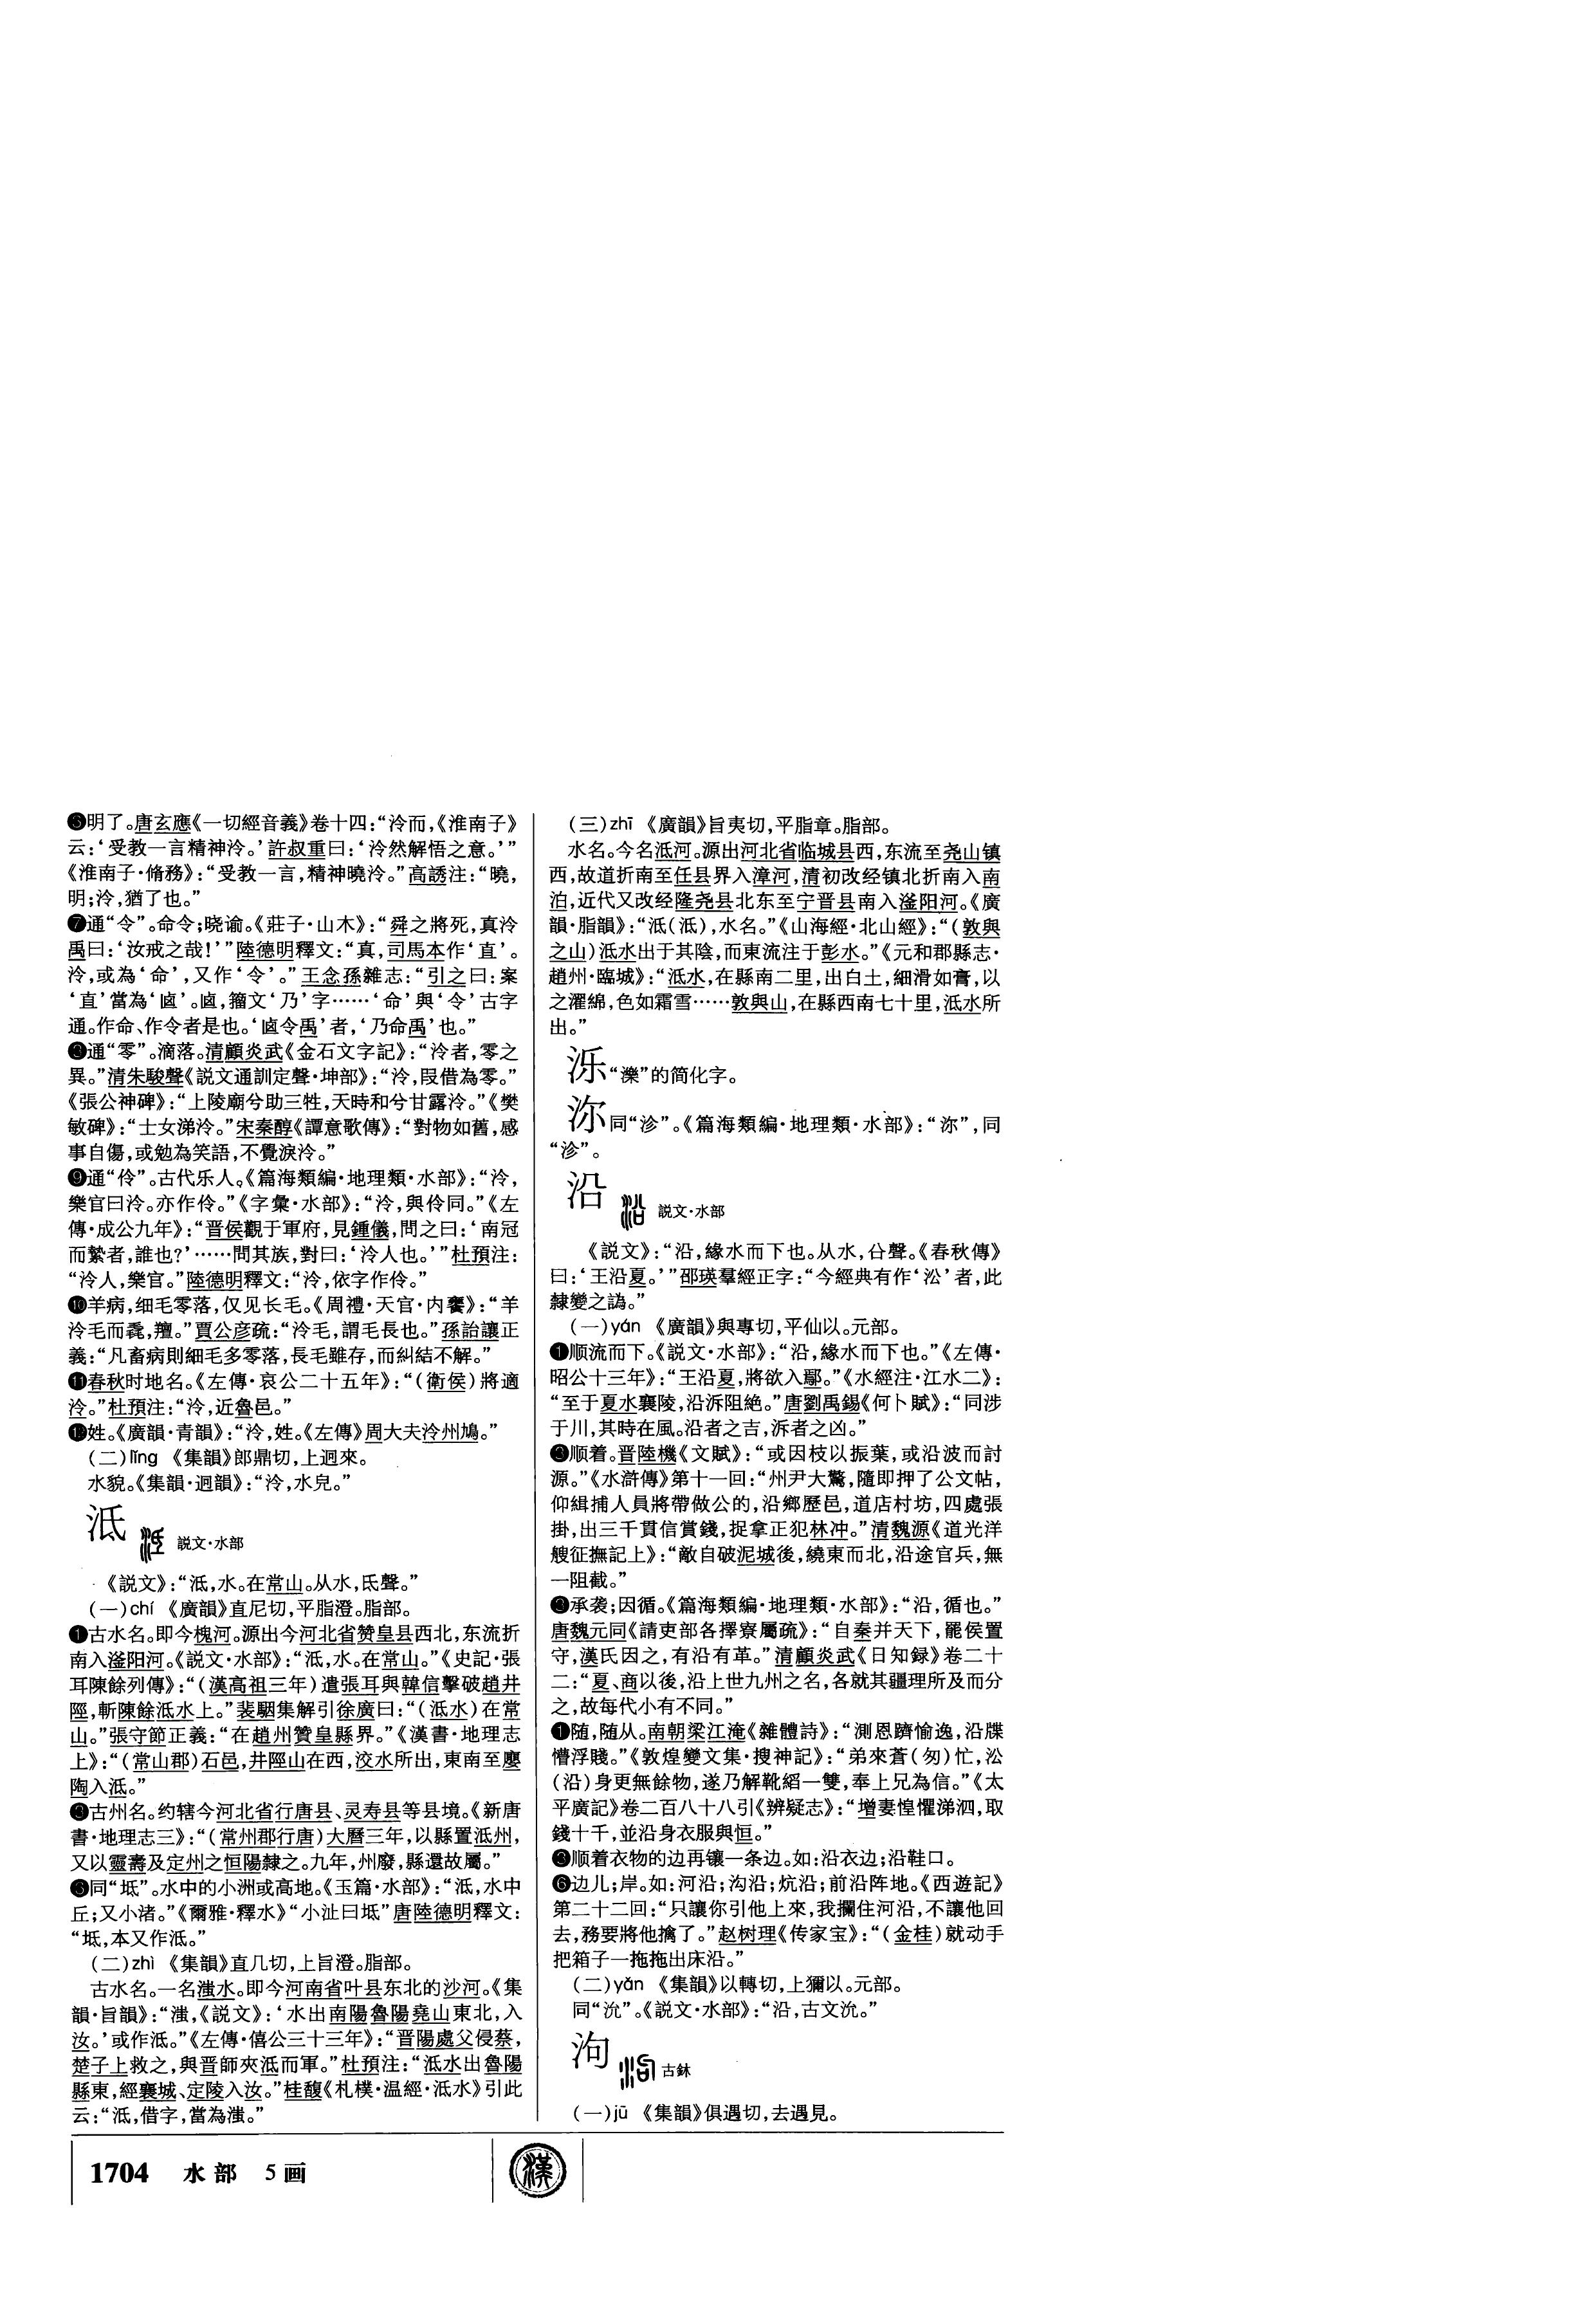 ❻明了。唐玄應《一切經音義》卷十四：“泠而，《淮南子》
云：‘受教一言精神泠。’許叔重曰：‘泠然解悟之意。’”
《淮南子·脩務》：“受教一言，精神曉泠。”高誘注：“曉，
明；泠，猶了也。”
❼通“令”。命令；晓谕。《莊子·山木》：“舜之將死，真泠
禹曰：‘汝戒之哉！’”陸德明釋文：“真，司馬本作‘直’。
泠，或為‘命’，又作‘令’。”王念孫雜志：“引之曰：案
‘直’當為‘𠧟’。𠧟，籀文‘乃’字……‘命’與‘令’古字
通。作命、作令者是也。‘𠧟令禹’者，‘乃命禹’也。”
❽通“零”。滴落。清顧炎武《金石文字記》：“泠者，零之
異。”清朱駿聲《説文通訓定聲·坤部》：“泠，叚借為零。”
《張公神碑》：“上陵廟兮助三牲，天時和兮甘露泠。”《樊
敏碑》：“士女涕泠。”宋秦醇《譚意歌傳》：“對物如舊，感
事自傷，或勉為笑語，不覺淚泠。”
❾通“伶”。古代乐人。《篇海類編·地理類·水部》：“泠，
樂官曰泠。亦作伶。”《字彙·水部》：“泠，與伶同。”《左
傳·成公九年》：“晋侯觀于軍府，見鍾儀，問之曰：‘南冠
而縶者，誰也？’……問其族，對曰：‘泠人也。’”杜預注：
“泠人，樂官。”陸德明釋文：“泠，依字作伶。”
❿羊病，细毛零落，仅见长毛。《周禮·天官·内饔》：“羊
泠毛而毳，羶。”賈公彦疏：“泠毛，謂毛長也。”孫詒讓正
義：“凡畜病則細毛多零落，長毛雖存，而糾結不解。”
⓫春秋时地名。《左傳·哀公二十五年》：“（衛侯）將適
泠。”杜預注：“泠，近魯邑。”
⓬姓。《廣韻·青韻》：“泠，姓。《左傳》周大夫泠州鳩。”
（二）lǐng 《集韻》郎鼎切，上迥來。
水貌。《集韻·迥韻》：“泠，水皃。”
泜 説文·水部
《説文》：“泜，水。在常山。从水，氐聲。”
（一）chí 《廣韻》直尼切，平脂澄。脂部。
❶古水名。即今槐河。源出今河北省赞皇县西北，东流折
南入滏阳河。《説文·水部》：“泜，水。在常山。”《史記·張
耳陳餘列傳》：“（漢高祖三年）遣張耳與韓信擊破趙井
陘，斬陳餘泜水上。”裴駰集解引徐廣曰：“（泜水）在常
山。”張守節正義：“在趙州贊皇縣界。”《漢書·地理志
上》：“（常山郡）石邑，井陘山在西，洨水所出，東南至廮
陶入泜。”
❷古州名。约辖今河北省行唐县、灵寿县等县境。《新唐
書·地理志三》：“（常州郡行唐）大曆三年，以縣置泜州，
又以靈壽及定州之恒陽隸之。九年，州廢，縣還故屬。”
❸同“坻”。水中的小洲或高地。《玉篇·水部》：“泜，水中
丘；又小渚。”《爾雅·釋水》“小沚曰坻”唐陸德明釋文：
“坻，本又作泜。”
（二）zhì 《集韻》直几切，上旨澄。脂部。
古水名。一名滍水。即今河南省叶县东北的沙河。《集
韻·旨韻》：“滍，《説文》：‘水出南陽魯陽堯山東北，入
汝。’或作泜。”《左傳·僖公三十三年》：“晋陽處父侵蔡，
楚子上救之，與晋師夾泜而軍。”杜預注：“泜水出魯陽
縣東，經襄城、定陵入汝。”桂馥《札樸·温經·泜水》引此
云：“泜，借字，當為滍。”
（三）zhī 《廣韻》旨夷切，平脂章。脂部。
水名。今名泜河。源出河北省临城县西，东流至尧山镇
西，故道折南至任县界入漳河，清初改经镇北折南入南
泊，近代又改经隆尧县北东至宁晋县南入滏阳河。《廣
韻·脂韻》：“泜（泜），水名。”《山海經·北山經》：“（敦與
之山）泜水出于其陰，而東流注于彭水。”《元和郡縣志·
趙州·臨城》：“泜水，在縣南二里，出白土，細滑如膏，以
之濯綿，色如霜雪……敦與山，在縣西南七十里，泜水所
出。”
泺“濼”的简化字。
沵同“沴”。《篇海類編·地理類·水部》：“沵”，同
“沴”。
沿 説文·水部
《説文》：“沿，緣水而下也。从水，㕣聲。《春秋傳》
曰：‘王沿夏。’”邵瑛羣經正字：“今經典有作‘㳂’者，此
隸變之譌。”
（一）yán 《廣韻》與專切，平仙以。元部。
❶顺流而下。《説文·水部》：“沿，緣水而下也。”《左傳·
昭公十三年》：“王沿夏，將欲入鄢。”《水經注·江水二》：
“至于夏水襄陵，沿泝阻絶。”唐劉禹錫《何卜賦》：“同涉
于川，其時在風。沿者之吉，泝者之凶。”
❷顺着。晋陸機《文賦》：“或因枝以振葉，或沿波而討
源。”《水滸傳》第十一回：“州尹大驚，隨即押了公文帖，
仰緝捕人員將帶做公的，沿鄉歷邑，道店村坊，四處張
掛，出三千貫信賞錢，捉拿正犯林冲。”清魏源《道光洋
艘征撫記上》：“敵自破泥城後，繞東而北，沿途官兵，無
一阻截。”
❸承袭；因循。《篇海類編·地理類·水部》：“沿，循也。”
唐魏元同《請吏部各擇寮屬疏》：“自秦并天下，罷侯置
守，漢氏因之，有沿有革。”清顧炎武《日知録》卷二十
二：“夏、商以後，沿上世九州之名，各就其疆理所及而分
之，故每代小有不同。”
❹随，随从。南朝梁江淹《雜體詩》：“測恩躋愉逸，沿牒
懵浮賤。”《敦煌變文集·搜神記》：“弟來蒼（匆）忙，㳂
（沿）身更無餘物，遂乃解靴縚一雙，奉上兄為信。”《太
平廣記》卷二百八十八引《辨疑志》：“增妻惶懼涕泗，取
錢十千，並沿身衣服與恒。”
❺顺着衣物的边再镶一条边。如：沿衣边；沿鞋口。
❻边儿；岸。如：河沿；沟沿；炕沿；前沿阵地。《西遊記》
第二十二回：“只讓你引他上來，我攔住河沿，不讓他回
去，務要將他擒了。”赵树理《传家宝》：“（金桂）就动手
把箱子一拖拖出床沿。”
（二）yǎn 《集韻》以轉切，上獮以。元部。
同“沇”。《説文·水部》：“沿，古文沇。”
泃 古鉥
（一）jū 《集韻》俱遇切，去遇見。
1704 水部 5画
漢